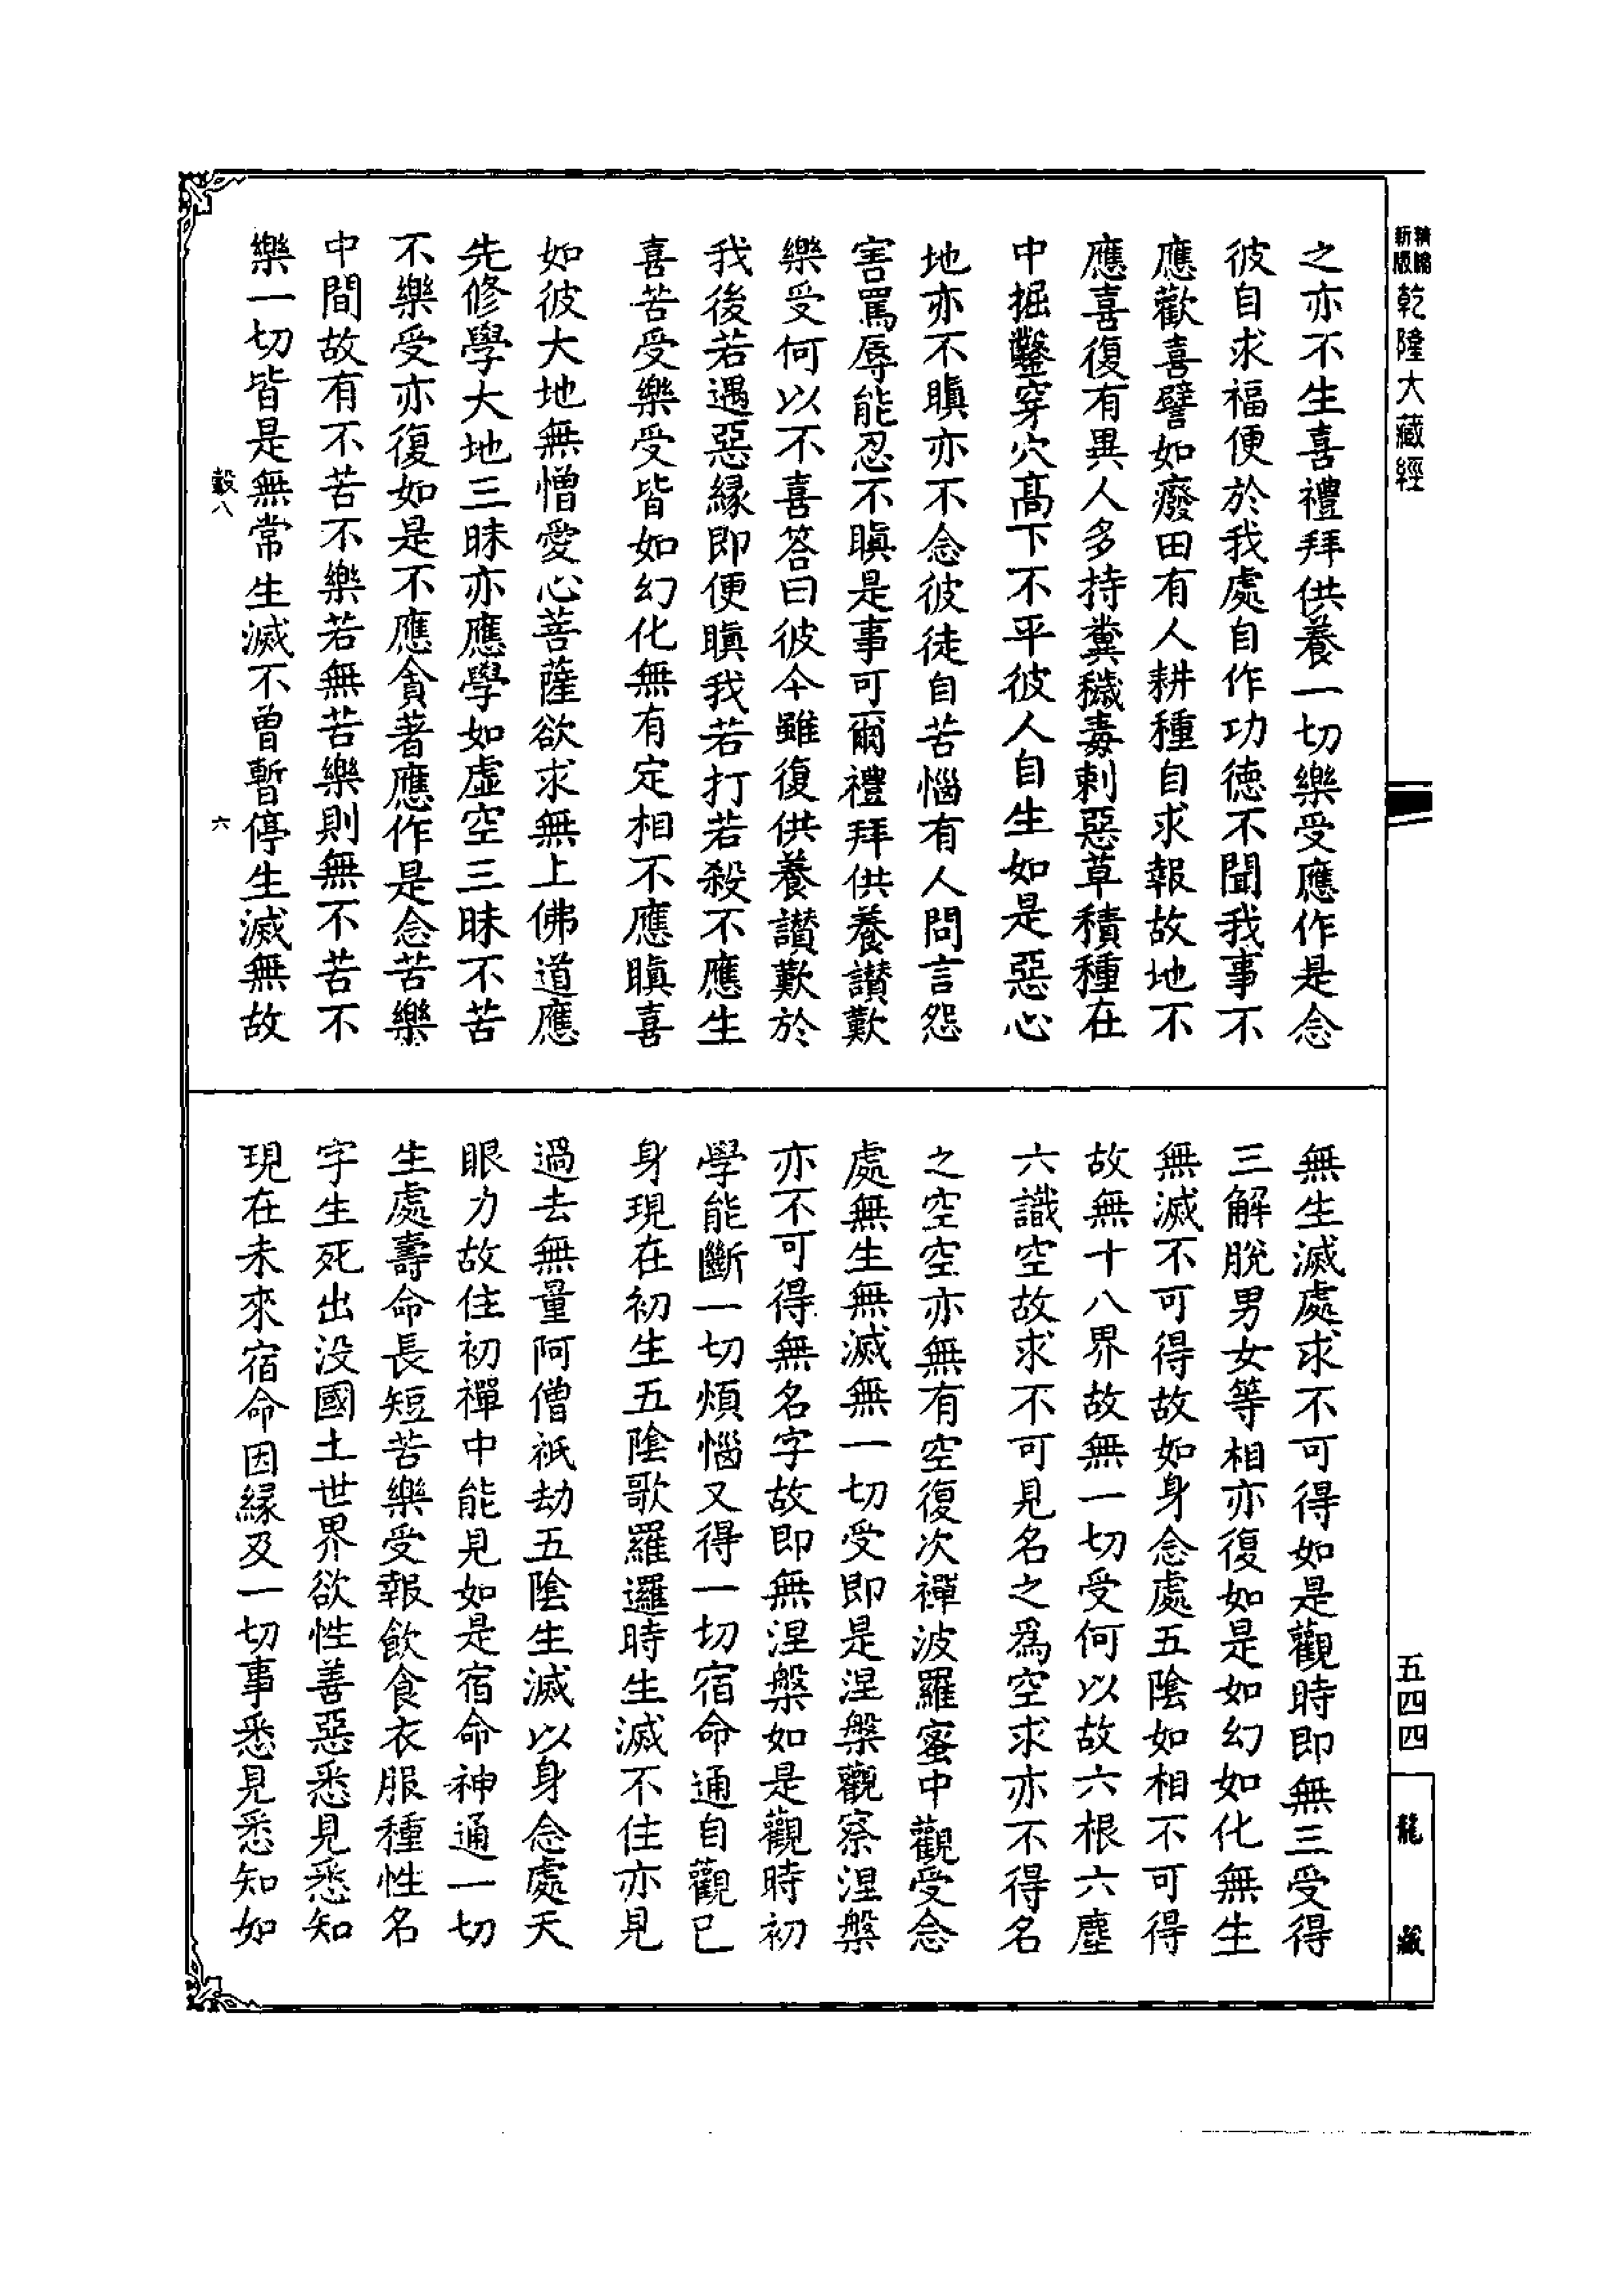 精縮
新版
乾隆大藏經
之亦不生喜禮拜供養一切樂受應作是念
彼自求福便於我處自作功德不聞我事不
應歡喜譬如癈田有人耕種自求報故地不
應喜復有異人多持糞穢毒刺惡草積種在
中掘鑿穿穴高下不平彼人自生如是惡心
地亦不瞋亦不念彼徒自苦惱有人問言怨
害罵辱能忍不瞋是事可爾禮拜供養讃歎
樂受何以不喜答曰彼今雖復供養讃歎於
我後若遇惡緣即便瞋我若打若殺不應生
喜苦受樂受皆如幻化無有定相不應瞋喜
如彼大地無憎愛心菩薩欲求無上佛道應
先修學大地三昧亦應學如虛空三昧不苦
不樂受亦復如是不應貪著應作是念苦樂
中間故有不苦不樂若無苦樂則無不苦不
樂一切皆是無常生滅不曾暫停生滅無故
穀八
六
五四四
龍藏
無生滅處求不可得如是觀時即無三受得
三解脫男女等相亦復如是如幻如化無生
無滅不可得故如身念處五陰如相不可得
故無十八界故無一切受何以故六根六塵
六識空故求不可見名之爲空求亦不得名
之空空亦無有空復次禪波羅蜜中觀受念
處無生無滅無一切受即是涅槃觀察涅槃
亦不可得無名字故即無涅槃如是觀時初
學能斷一切煩惱又得一切宿命通自觀已
身現在初生五陰歌羅邏時生滅不住亦見
過去無量阿僧祇劫五陰生滅以身念處天
眼力故住初禪中能見如是宿命神通一切
生處壽命長短苦樂受報飲食衣服種性名
字生死出没國土世界欲性善惡悉見悉知
現在未來宿命因緣及一切事悉見悉知如